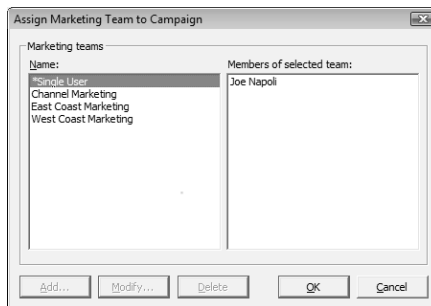 Assign Marketing Team to Campaign
Marketing teams
Name:
Members of selected team:
*Single User
Joe Napoli
Channel Marketing
East Coast Marketing
West Coast Marketing
Add...
Modify...
Delete
OK
Cancel